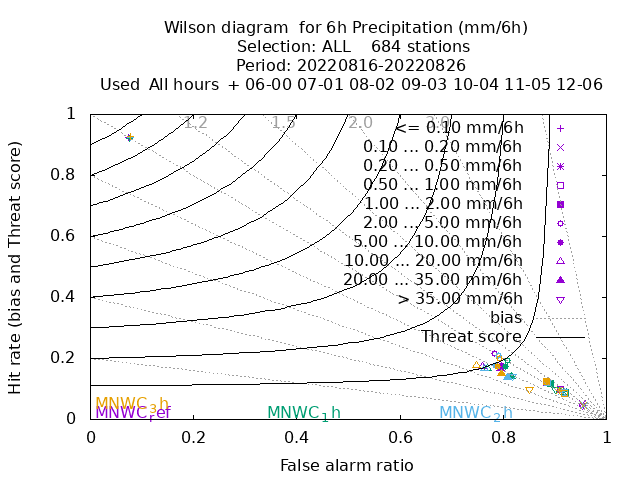 Wilson diagram  for 6h Precipitation (mm/6h)
Selection: ALL    684 stations
Period: 20220816-20220826
Used  All hours  + 06-00 07-01 08-02 09-03 10-04 11-05 12-06
1.2 1.5 2.0 3.0
<= 0.10 mm/6h
0.10 ... 0.20 mm/6h
0.20 ... 0.50 mm/6h
0.50 ... 1.00 mm/6h
1.00 ... 2.00 mm/6h
2.00 ... 5.00 mm/6h
5.00 ... 10.00 mm/6h
10.00 ... 20.00 mm/6h
20.00 ... 35.00 mm/6h
> 35.00 mm/6h
bias
Threat score
1
0.8
0.6
0.4
0.2
0
Hit rate (bias and Threat score)
MNWC_3h
MNWC_ref
MNWC_1h
MNWC_2h
0 0.2 0.4 0.6 0.8 1
False alarm ratio